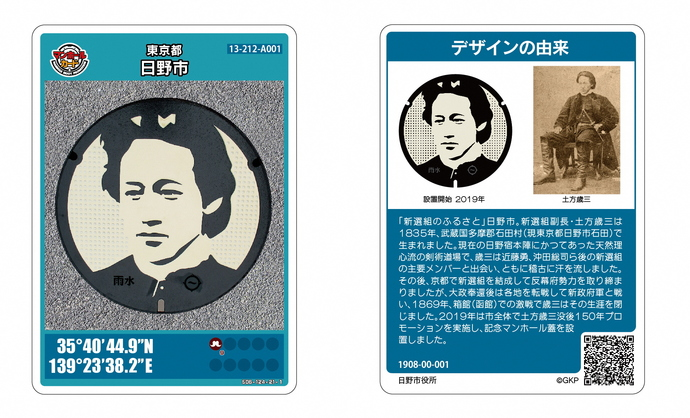 マンホールカード
東京都
日野市
13-212-A001
雨水
35°40'44.9"N
139°23'38.2"E
デザインの由来
雨水
設置開始 2019年
土方歳三
「新選組のふるさと」日野市。新選組副長・土方歳三は
1835年、武蔵国多摩郡石田村(現東京都日野市石田)で
生まれました。現在の日野宿本陣にかつてあった天然理
心流の剣術道場で、歳三は近藤勇、沖田総司ら後の新選組
の主要メンバーと出会い、ともに稽古に汗を流しました。
その後、京都で新選組を結成して反幕府勢力を取り締ま
りましたが、大政奉還後は各地を転戦して新政府軍と戦
い、1869年、箱館(函館)での激戦で歳三はその生涯を閉
じました。2019年は市全体で土方歳三没後150年プロ
モーションを実施し、記念マンホール蓋を設
置しました。
1908-00-001
日野市役所
©GKP